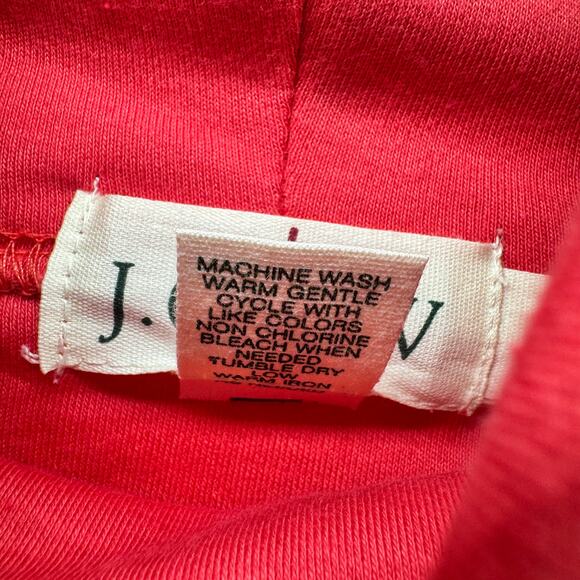 J.C W
MACHINE WASH
WARM GENTLE
CYCLE WITH
LIKE COLORS
NON CHLORINE
BLEACH WHEN
NEEDED
TUMBLE DRY
LOW
WARM IRON